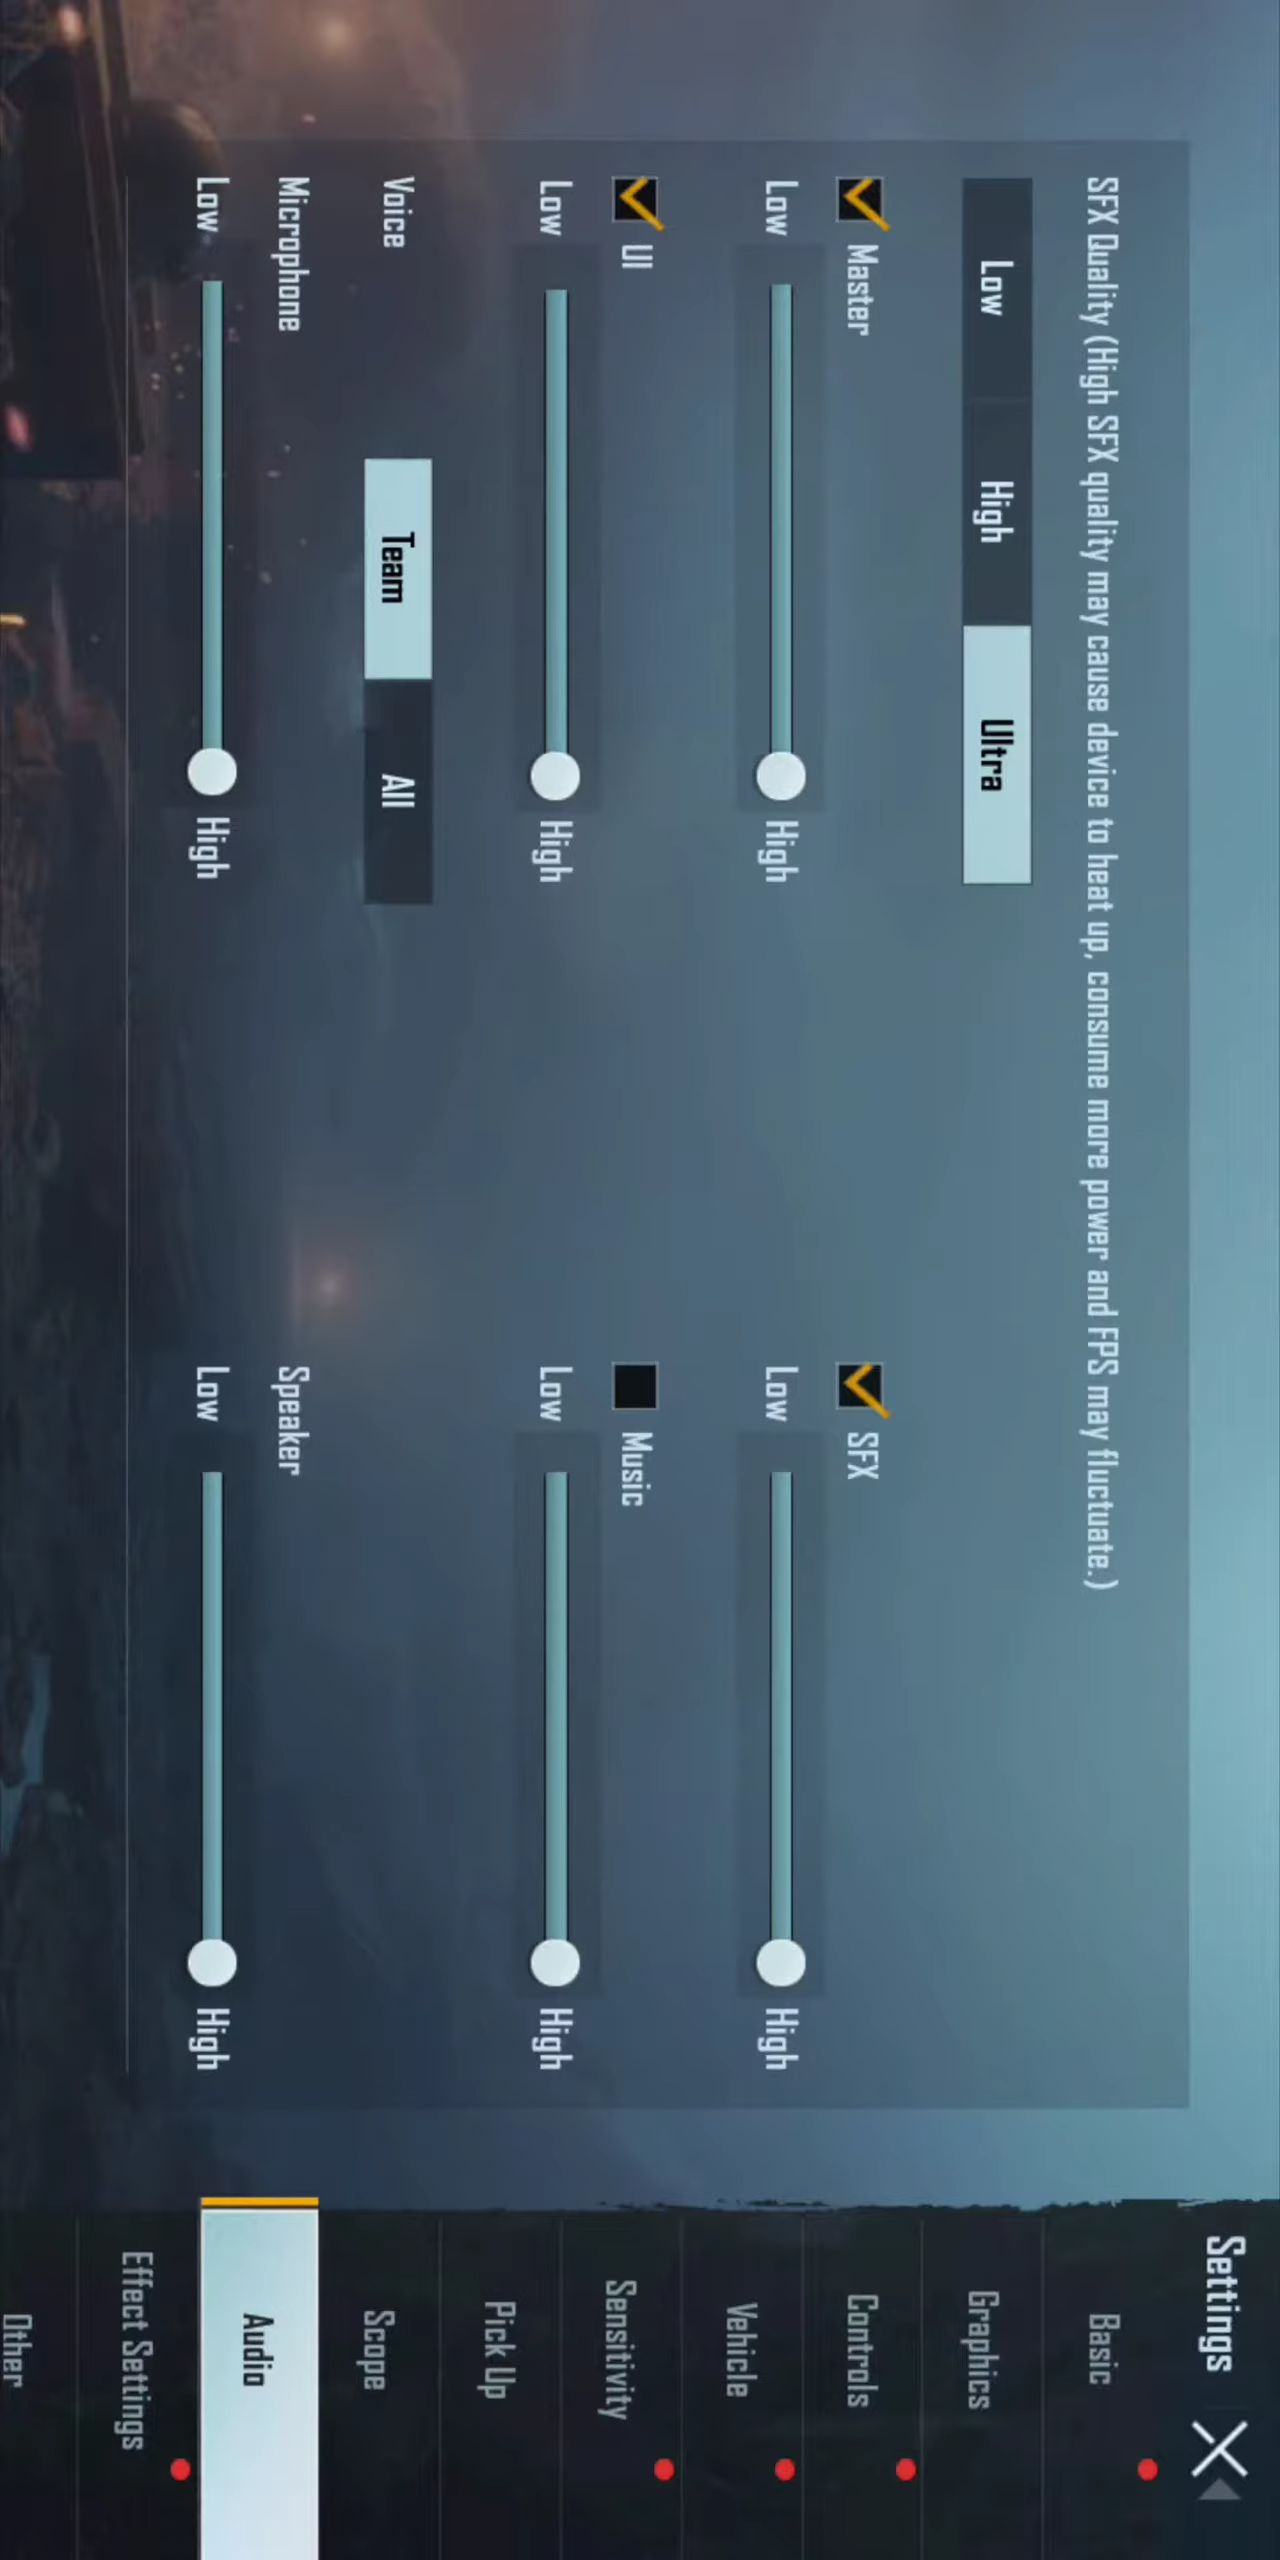 SFX Quality (High SFX quality may cause device to heat up, consume more power and FPS may fluctuate.)
Low High Ultra
Master SFX
Low High Low High
UI Music
Low High Low High
Voice Team All
Microphone Speaker
Low High Low High
Settings
Basic
Graphics
Controls
Vehicle
Sensitivity
Pick Up
Scope
Audio
Effect Settings
Other